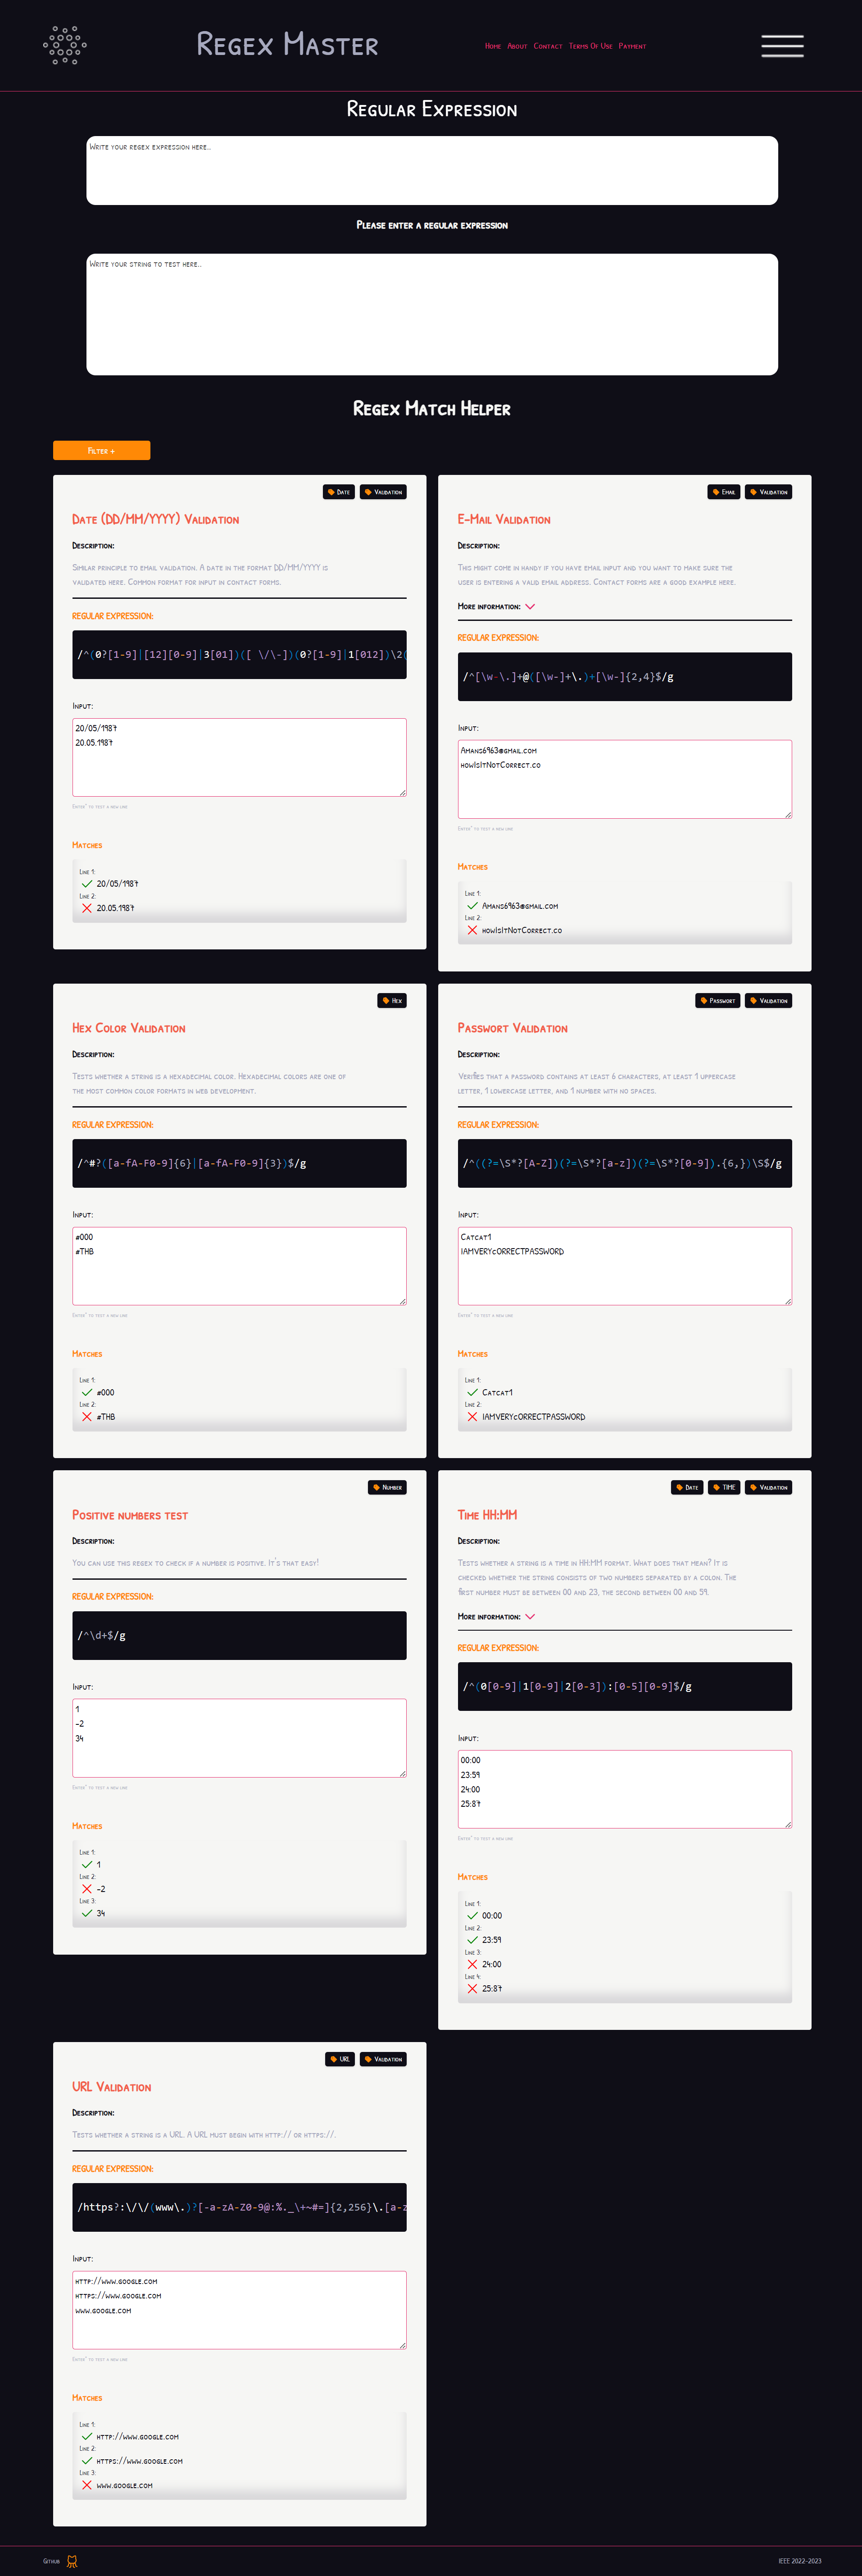 Regex Master
Home About Contact Terms Of Use Payment
Regular Expression
Write your regex expression here..
Please enter a regular expression
Write your string to test here..
Regex Match Helper
Filter +
Date Validation
Date (DD/MM/YYYY) Validation
Description:
Similar principle to email validation. A date in the format DD/MM/YYYY is
validated here. Common format for input in contact forms.
REGULAR EXPRESSION:
/^(0?[1-9]|[12][0-9]|3[01])([ \/\-])(0?[1-9]|1[012])\2(
Input:
20/05/1987
20.05.1987
Enter" to test a new line
Matches
Line 1:
20/05/1987
Line 2:
20.05.1987
Email Validation
E-Mail Validation
Description:
This might come in handy if you have email input and you want to make sure the
user is entering a valid email address. Contact forms are a good example here.
More information:
REGULAR EXPRESSION:
/^[\w-\.]+@([\w-]+\.)+[\w-]{2,4}$/g
Input:
Amans6963@gmail.com
howIsItNotCorrect.co
Enter" to test a new line
Matches
Line 1:
Amans6963@gmail.com
Line 2:
howIsItNotCorrect.co
Hex
Hex Color Validation
Description:
Tests whether a string is a hexadecimal color. Hexadecimal colors are one of
the most common color formats in web development.
REGULAR EXPRESSION:
/^#?([a-fA-F0-9]{6}|[a-fA-F0-9]{3})$/g
Input:
#000
#THB
Enter" to test a new line
Matches
Line 1:
#000
Line 2:
#THB
Passwort Validation
Passwort Validation
Description:
Verifies that a password contains at least 6 characters, at least 1 uppercase
letter, 1 lowercase letter, and 1 number with no spaces.
REGULAR EXPRESSION:
/^((?=\S*?[A-Z])(?=\S*?[a-z])(?=\S*?[0-9]).{6,})\S$/g
Input:
Catcat1
IAMVERYcORRECTPASSWORD
Enter" to test a new line
Matches
Line 1:
Catcat1
Line 2:
IAMVERYcORRECTPASSWORD
Number
Positive numbers test
Description:
You can use this regex to check if a number is positive. It's that easy!
REGULAR EXPRESSION:
/^\d+$/g
Input:
1
-2
34
Enter" to test a new line
Matches
Line 1:
1
Line 2:
-2
Line 3:
34
Date TIME Validation
Time HH:MM
Description:
Tests whether a string is a time in HH:MM format. What does that mean? It is
checked whether the string consists of two numbers separated by a colon. The
first number must be between 00 and 23, the second between 00 and 59.
More information:
REGULAR EXPRESSION:
/^(0[0-9]|1[0-9]|2[0-3]):[0-5][0-9]$/g
Input:
00:00
23:59
24:00
25:87
Enter" to test a new line
Matches
Line 1:
00:00
Line 2:
23:59
Line 3:
24:00
Line 4:
25:87
URL Validation
URL Validation
Description:
Tests whether a string is a URL. A URL must begin with http:// or https://.
REGULAR EXPRESSION:
/https?:\/\/(www\.)?[-a-zA-Z0-9@:%._\+~#=]{2,256}\.[a-z
Input:
http://www.google.com
https://www.google.com
www.google.com
Enter" to test a new line
Matches
Line 1:
http://www.google.com
Line 2:
https://www.google.com
Line 3:
www.google.com
Github
IEEE 2022-2023